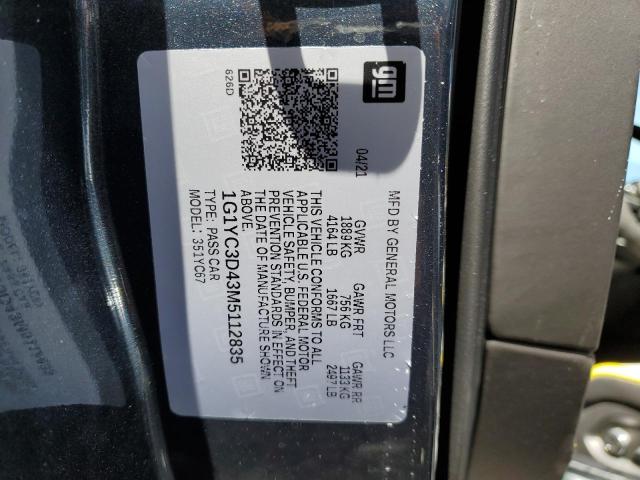 gm
04/21
MFD BY GENERAL MOTORS LLC
GVWR GAWR FRT GAWR RR
1889 KG 756 KG 1133 KG
4164 LB 1667 LB 2497 LB
THIS VEHICLE CONFORMS TO ALL
APPLICABLE U.S. FEDERAL MOTOR
VEHICLE SAFETY, BUMPER, AND THEFT
PREVENTION STANDARDS IN EFFECT ON
THE DATE OF MANUFACTURE SHOWN
ABOVE.
1G1YC3D43M5112835
TYPE: PASS CAR
MODEL: 351YC67
626D